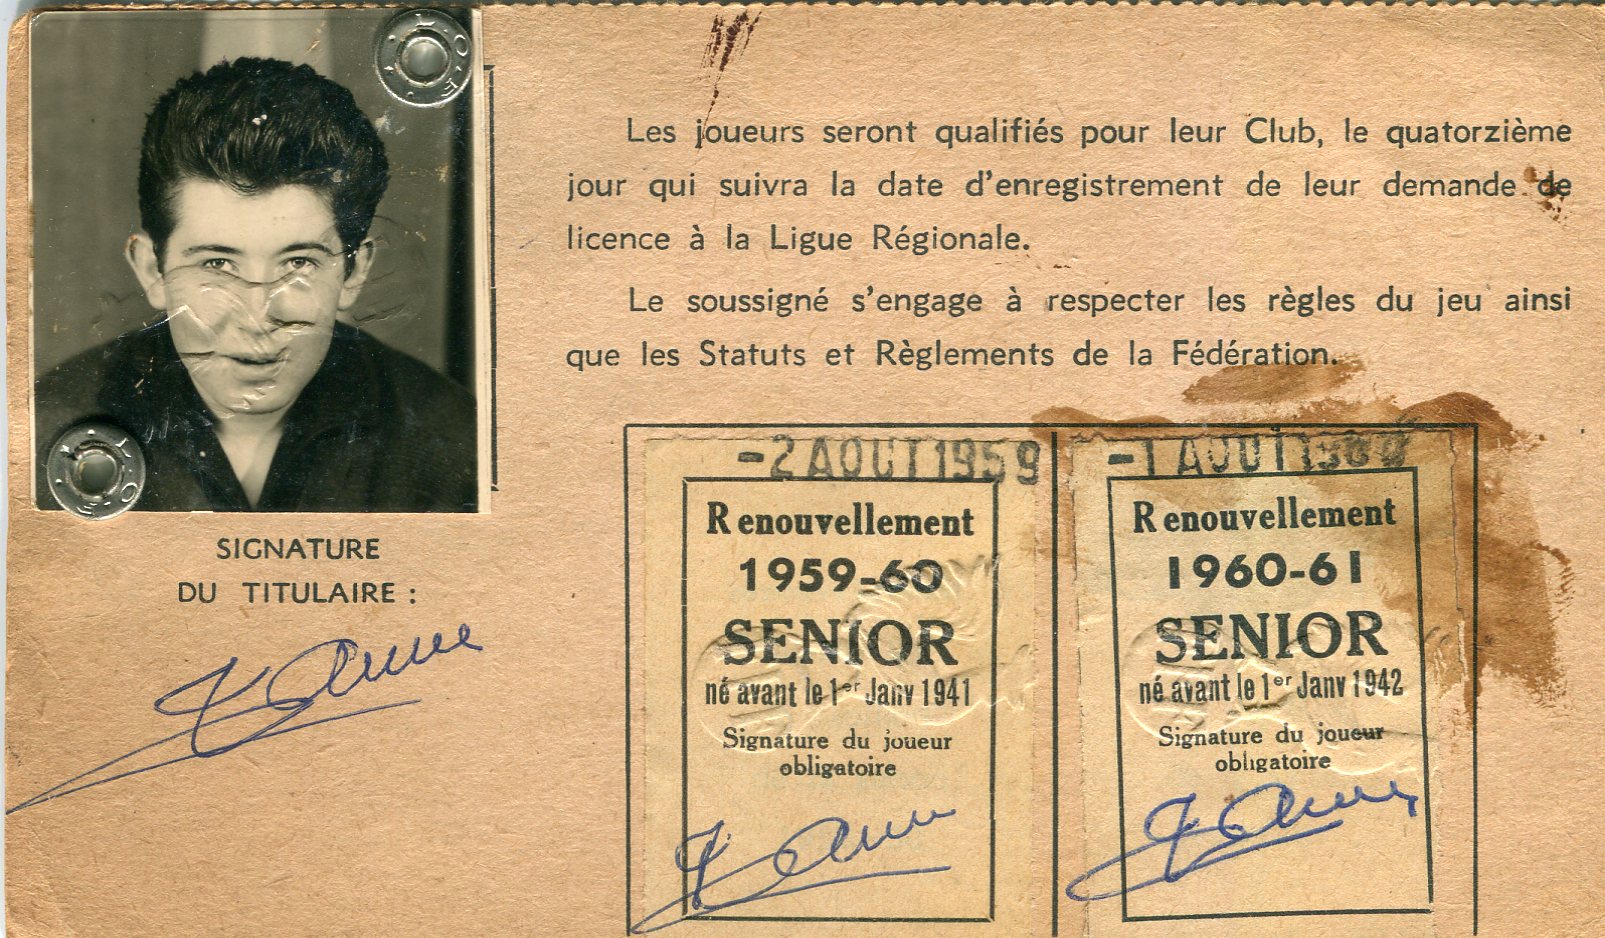 L.O.F.
Les joueurs seront qualifiés pour leur Club, le quatorzième
jour qui suivra la date d'enregistrement de leur demande de
licence à la Ligue Régionale.
Le soussigné s'engage à respecter les règles du jeu ainsi
que les Statuts et Règlements de la Fédération.
L.O.F.
SIGNATURE
DU TITULAIRE :
-2 AOUT 1959
Renouvellement
1959-60
SENIOR
né avant le 1er Janv 1941
Signature du joueur
obligatoire
-1 AOUT 1960
Renouvellement
1960-61
SENIOR
né avant le 1er Janv 1942
Signature du joueur
obligatoire